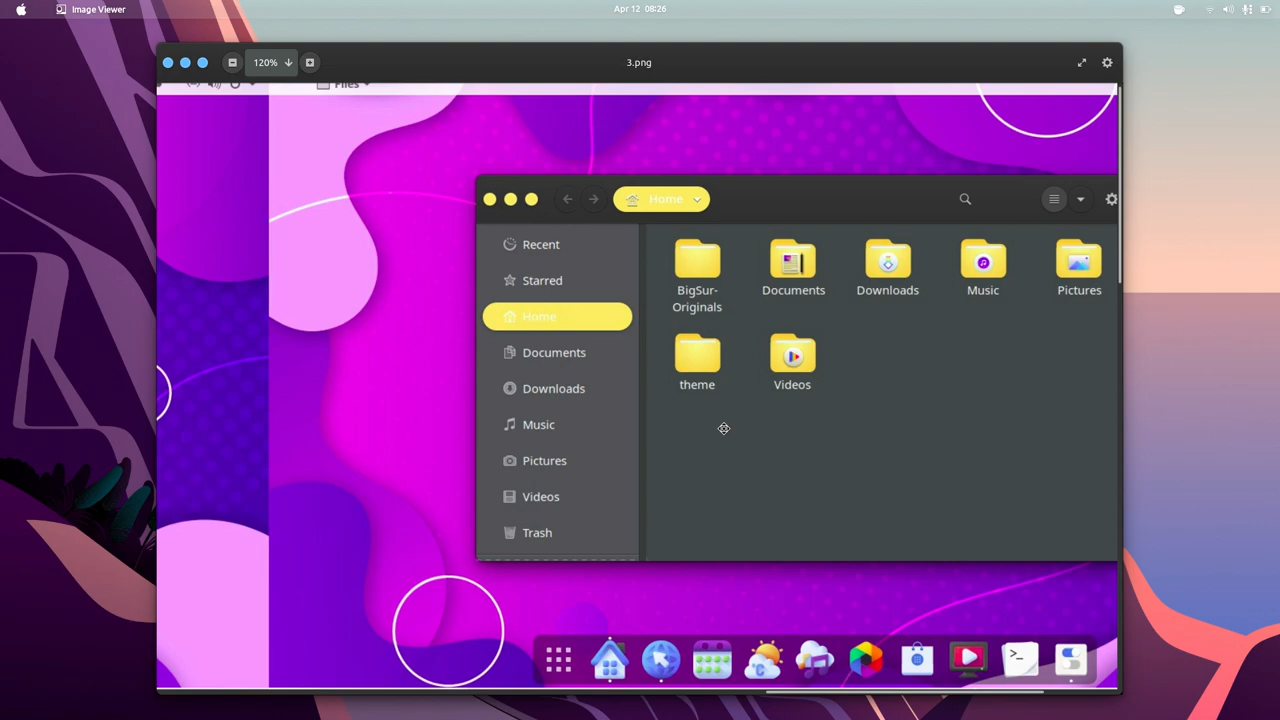 Image Viewer
Apr 12 08:26
120%
3.png
Files
Home
Recent
Starred
Home
Documents
Downloads
Music
Pictures
Videos
Trash
BigSur-
Originals
Documents
Downloads
Music
Pictures
theme
Videos
>_